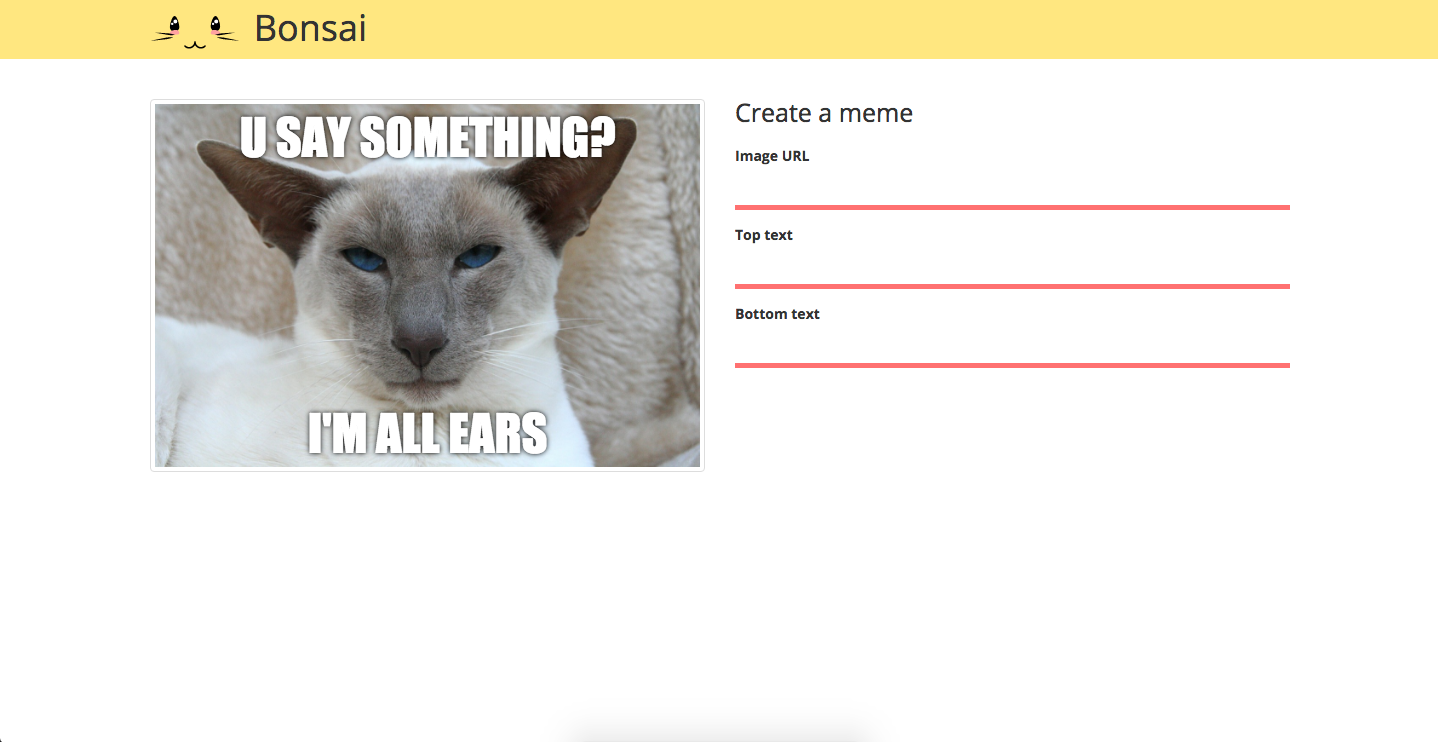 Bonsai
U SAY SOMETHING?
I'M ALL EARS
Create a meme
Image URL
Top text
Bottom text